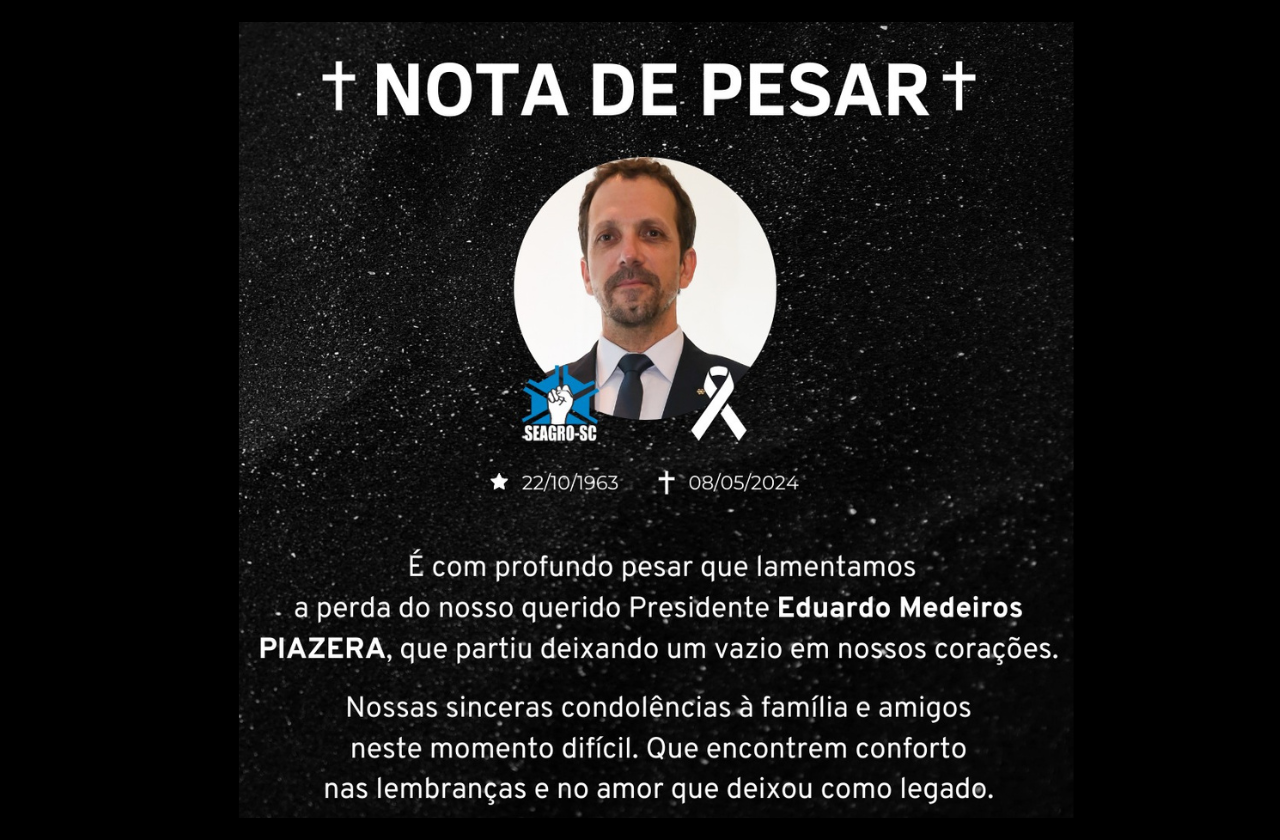 NOTA DE PESAR
SEAGRO-SC
22/10/1963 08/05/2024
É com profundo pesar que lamentamos
a perda do nosso querido Presidente Eduardo Medeiros
PIAZERA, que partiu deixando um vazio em nossos corações.
Nossas sinceras condolências à família e amigos
neste momento difícil. Que encontrem conforto
nas lembranças e no amor que deixou como legado.